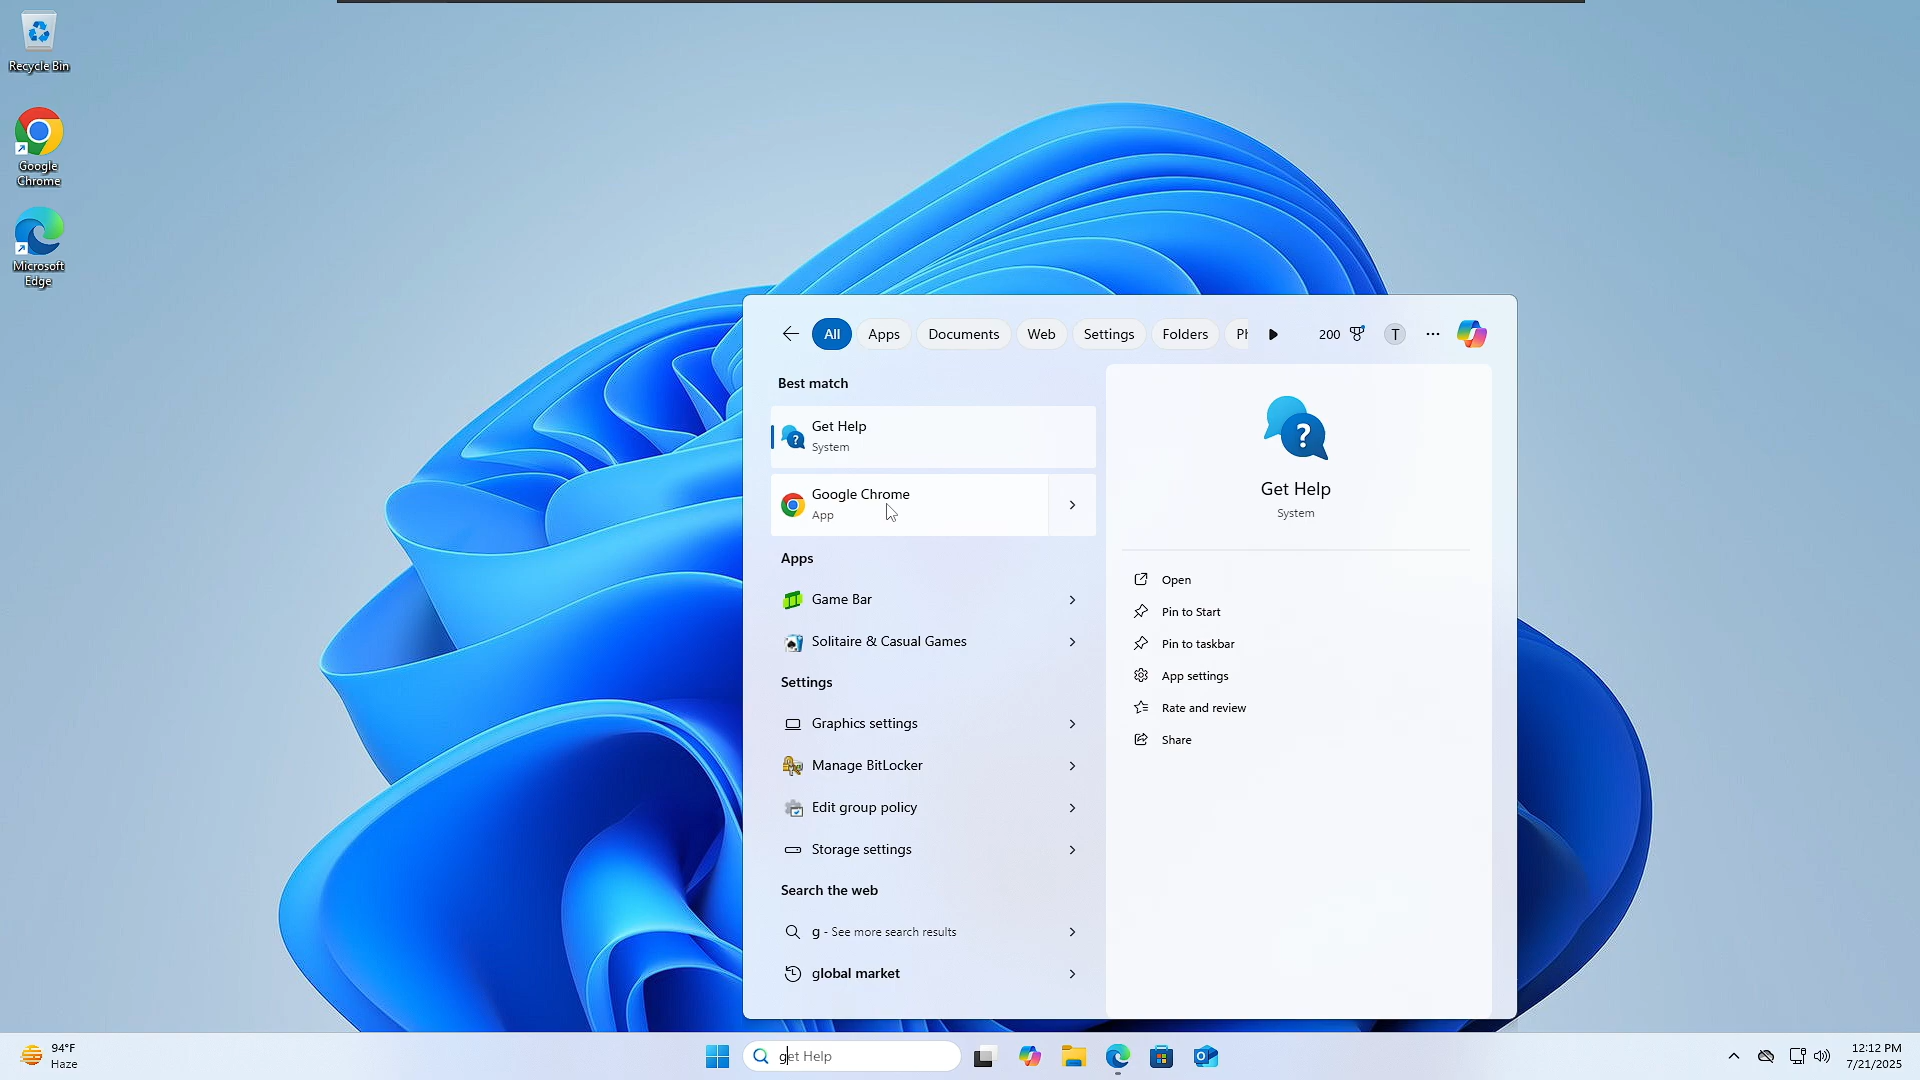 Recycle Bin
Google
Chrome
Microsoft
Edge
All
Apps
Documents
Web
Settings
Folders
200
T
Best match
Get Help
System
Google Chrome
App
Apps
Game Bar
Solitaire & Casual Games
Settings
Graphics settings
Manage BitLocker
Edit group policy
Storage settings
Search the web
g - See more search results
global market
Get Help
System
Open
Pin to Start
Pin to taskbar
App settings
Rate and review
Share
94°F
Haze
get Help
12:12 PM
7/21/2025